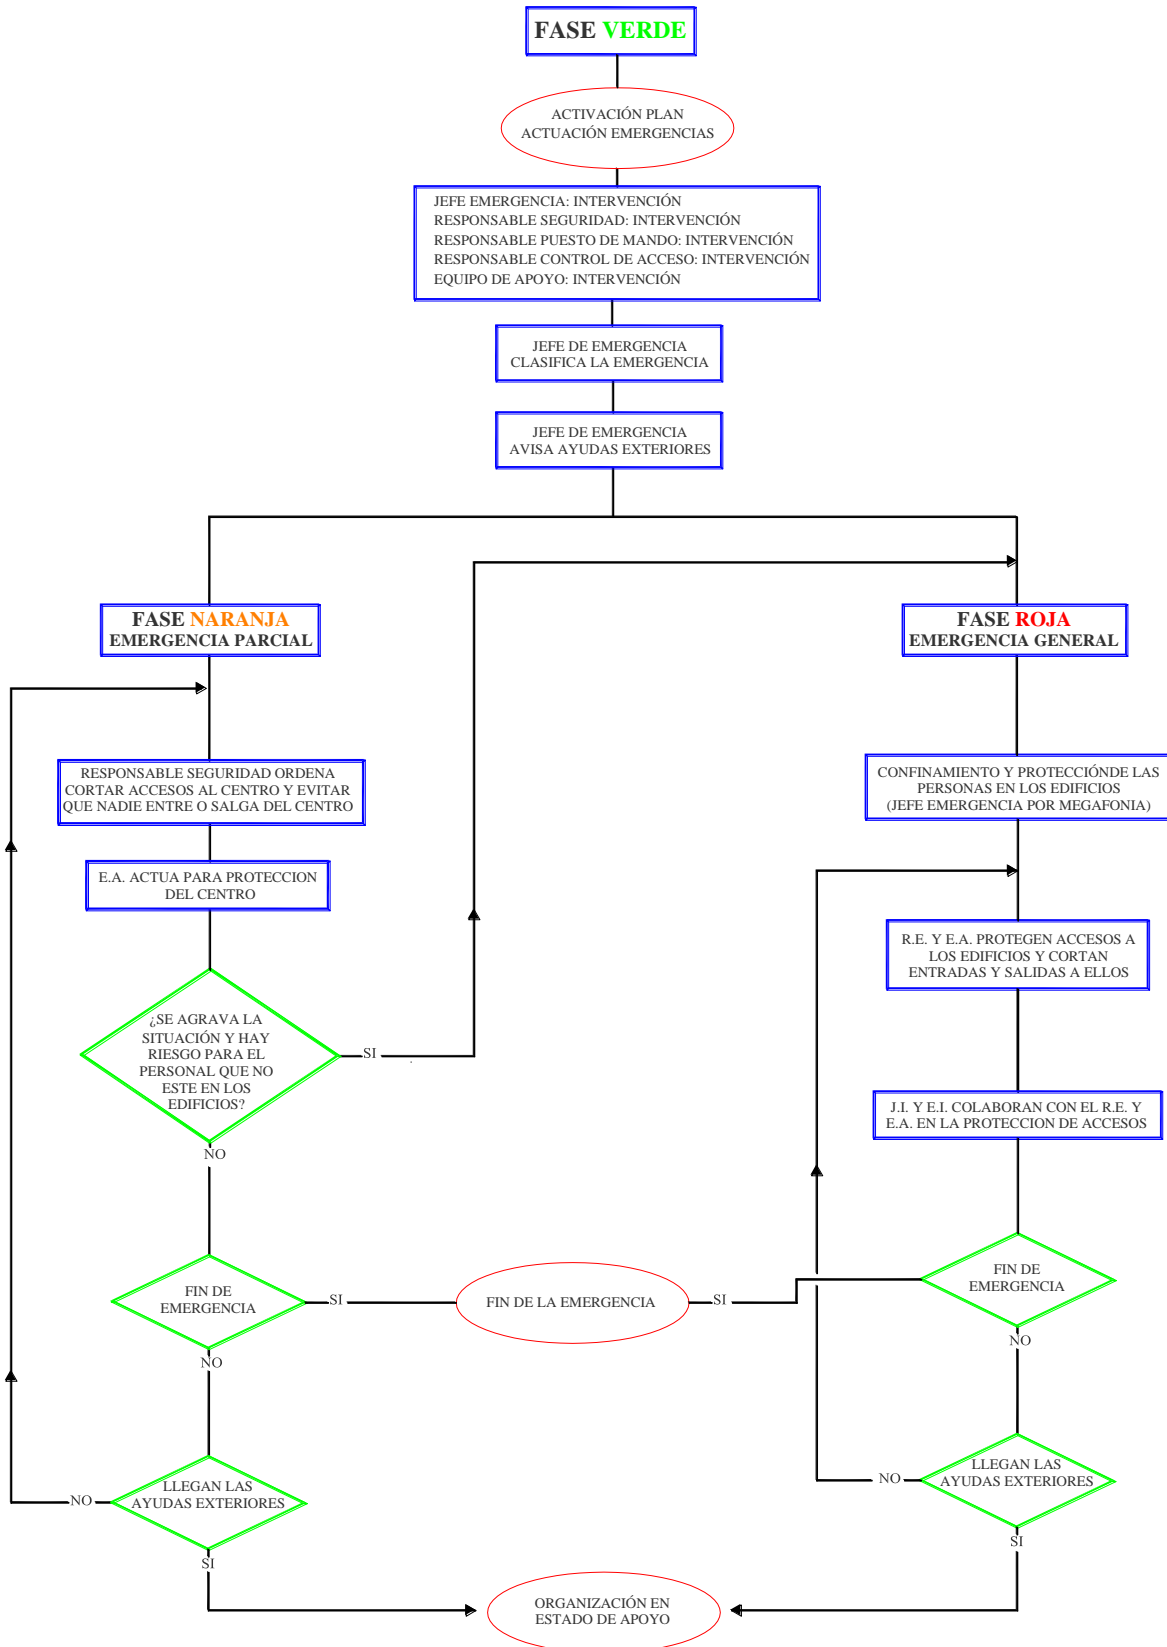 FASE VERDE
ACTIVACIÓN PLAN
ACTUACIÓN EMERGENCIAS
JEFE EMERGENCIA: INTERVENCIÓN
RESPONSABLE SEGURIDAD: INTERVENCIÓN
RESPONSABLE PUESTO DE MANDO: INTERVENCIÓN
RESPONSABLE CONTROL DE ACCESO: INTERVENCIÓN
EQUIPO DE APOYO: INTERVENCIÓN
JEFE DE EMERGENCIA
CLASIFICA LA EMERGENCIA
JEFE DE EMERGENCIA
AVISA AYUDAS EXTERIORES
FASE NARANJA
EMERGENCIA PARCIAL
RESPONSABLE SEGURIDAD ORDENA
CORTAR ACCESOS AL CENTRO Y EVITAR
QUE NADIE ENTRE O SALGA DEL CENTRO
E.A. ACTUA PARA PROTECCION
DEL CENTRO
¿SE AGRAVA LA
SITUACIÓN Y HAY
RIESGO PARA EL
PERSONAL QUE NO
ESTE EN LOS
EDIFICIOS?
SI
NO
FIN DE
EMERGENCIA
SI
NO
LLEGAN LAS
AYUDAS EXTERIORES
NO
SI
FASE ROJA
EMERGENCIA GENERAL
CONFINAMIENTO Y PROTECCIÓNDE LAS
PERSONAS EN LOS EDIFICIOS
(JEFE EMERGENCIA POR MEGAFONIA)
R.E. Y E.A. PROTEGEN ACCESOS A
LOS EDIFICIOS Y CORTAN
ENTRADAS Y SALIDAS A ELLOS
J.I. Y E.I. COLABORAN CON EL R.E. Y
E.A. EN LA PROTECCION DE ACCESOS
FIN DE
EMERGENCIA
SI
NO
LLEGAN LAS
AYUDAS EXTERIORES
NO
SI
FIN DE LA EMERGENCIA
ORGANIZACIÓN EN
ESTADO DE APOYO